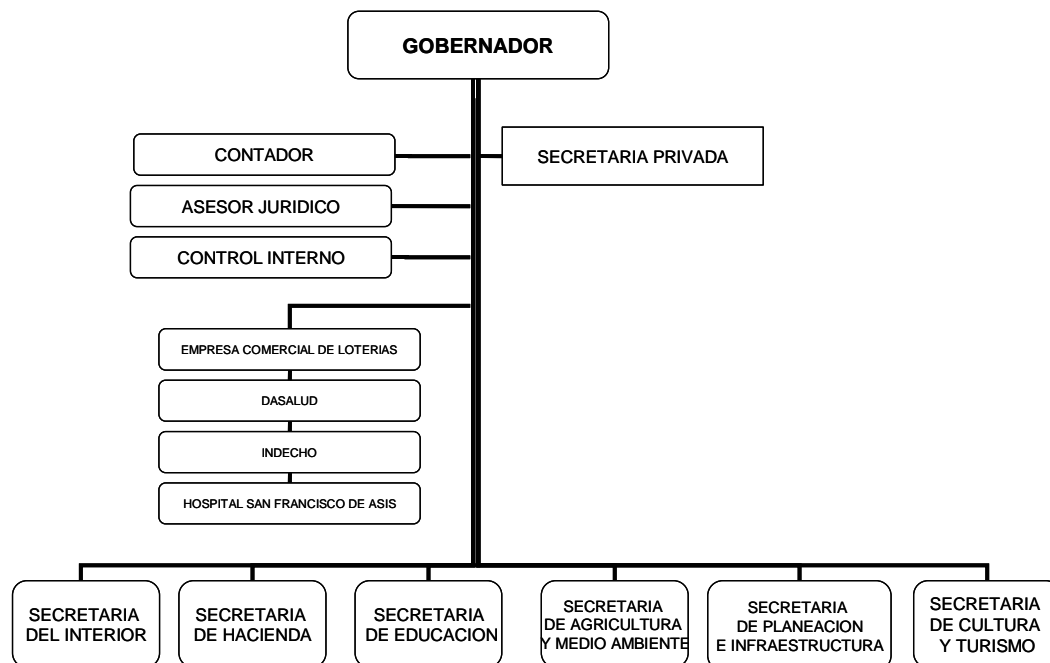 GOBERNADOR
CONTADOR
SECRETARIA PRIVADA
ASESOR JURIDICO
CONTROL INTERNO
EMPRESA COMERCIAL DE LOTERIAS
DASALUD
INDECHO
HOSPITAL SAN FRANCISCO DE ASIS
SECRETARIA
DEL INTERIOR
SECRETARIA
DE HACIENDA
SECRETARIA
DE EDUCACION
SECRETARIA
DE AGRICULTURA
Y MEDIO AMBIENTE
SECRETARIA
DE PLANEACION
E INFRAESTRUCTURA
SECRETARIA
DE CULTURA
Y TURISMO